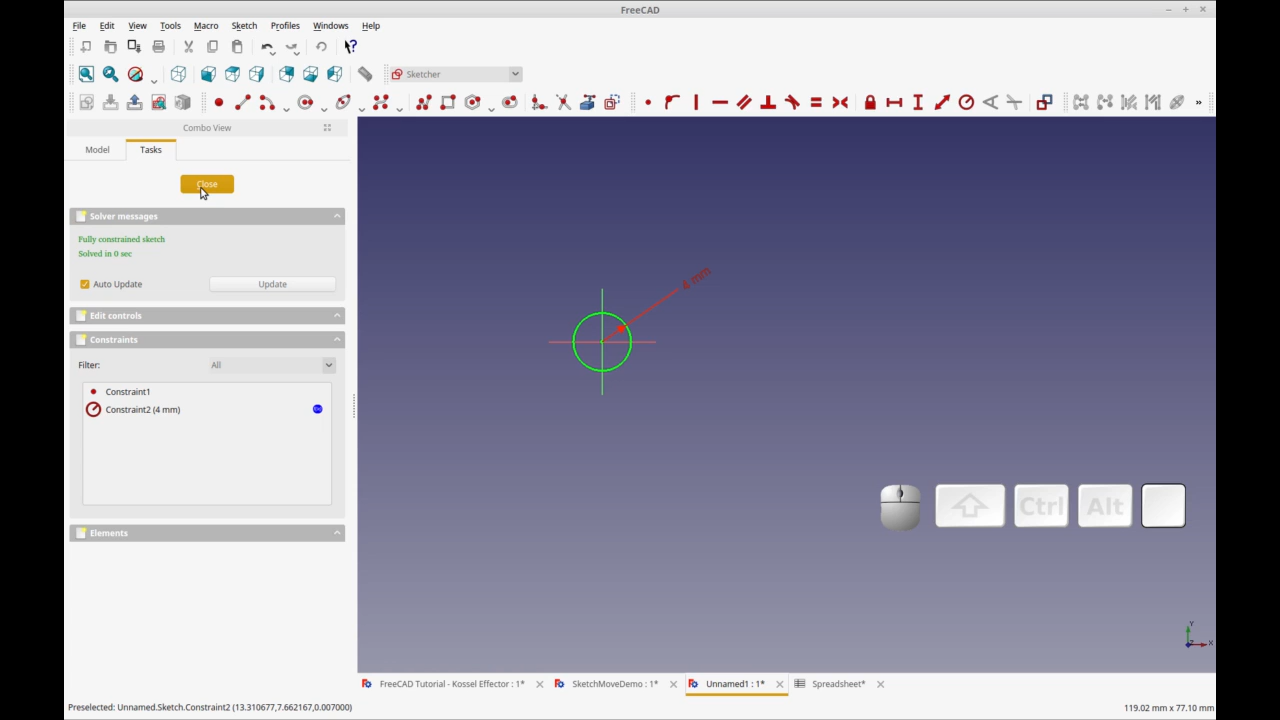 FreeCAD
File Edit View Tools Macro Sketch Profiles Windows Help
Sketcher
Combo View
Model Tasks
Close
Solver messages
Fully constrained sketch
Solved in 0 sec
Auto Update Update
Edit controls
Constraints
Filter: All
Constraint1
Constraint2 (4 mm)
Elements
4 mm
Ctrl Alt
Y
Z X
FreeCAD Tutorial - Kossel Effector : 1* SketchMoveDemo : 1* Unnamed1 : 1* Spreadsheet*
Preselected: Unnamed.Sketch.Constraint2 (13.310677,7.662167,0.007000) 119.02 mm x 77.10 mm